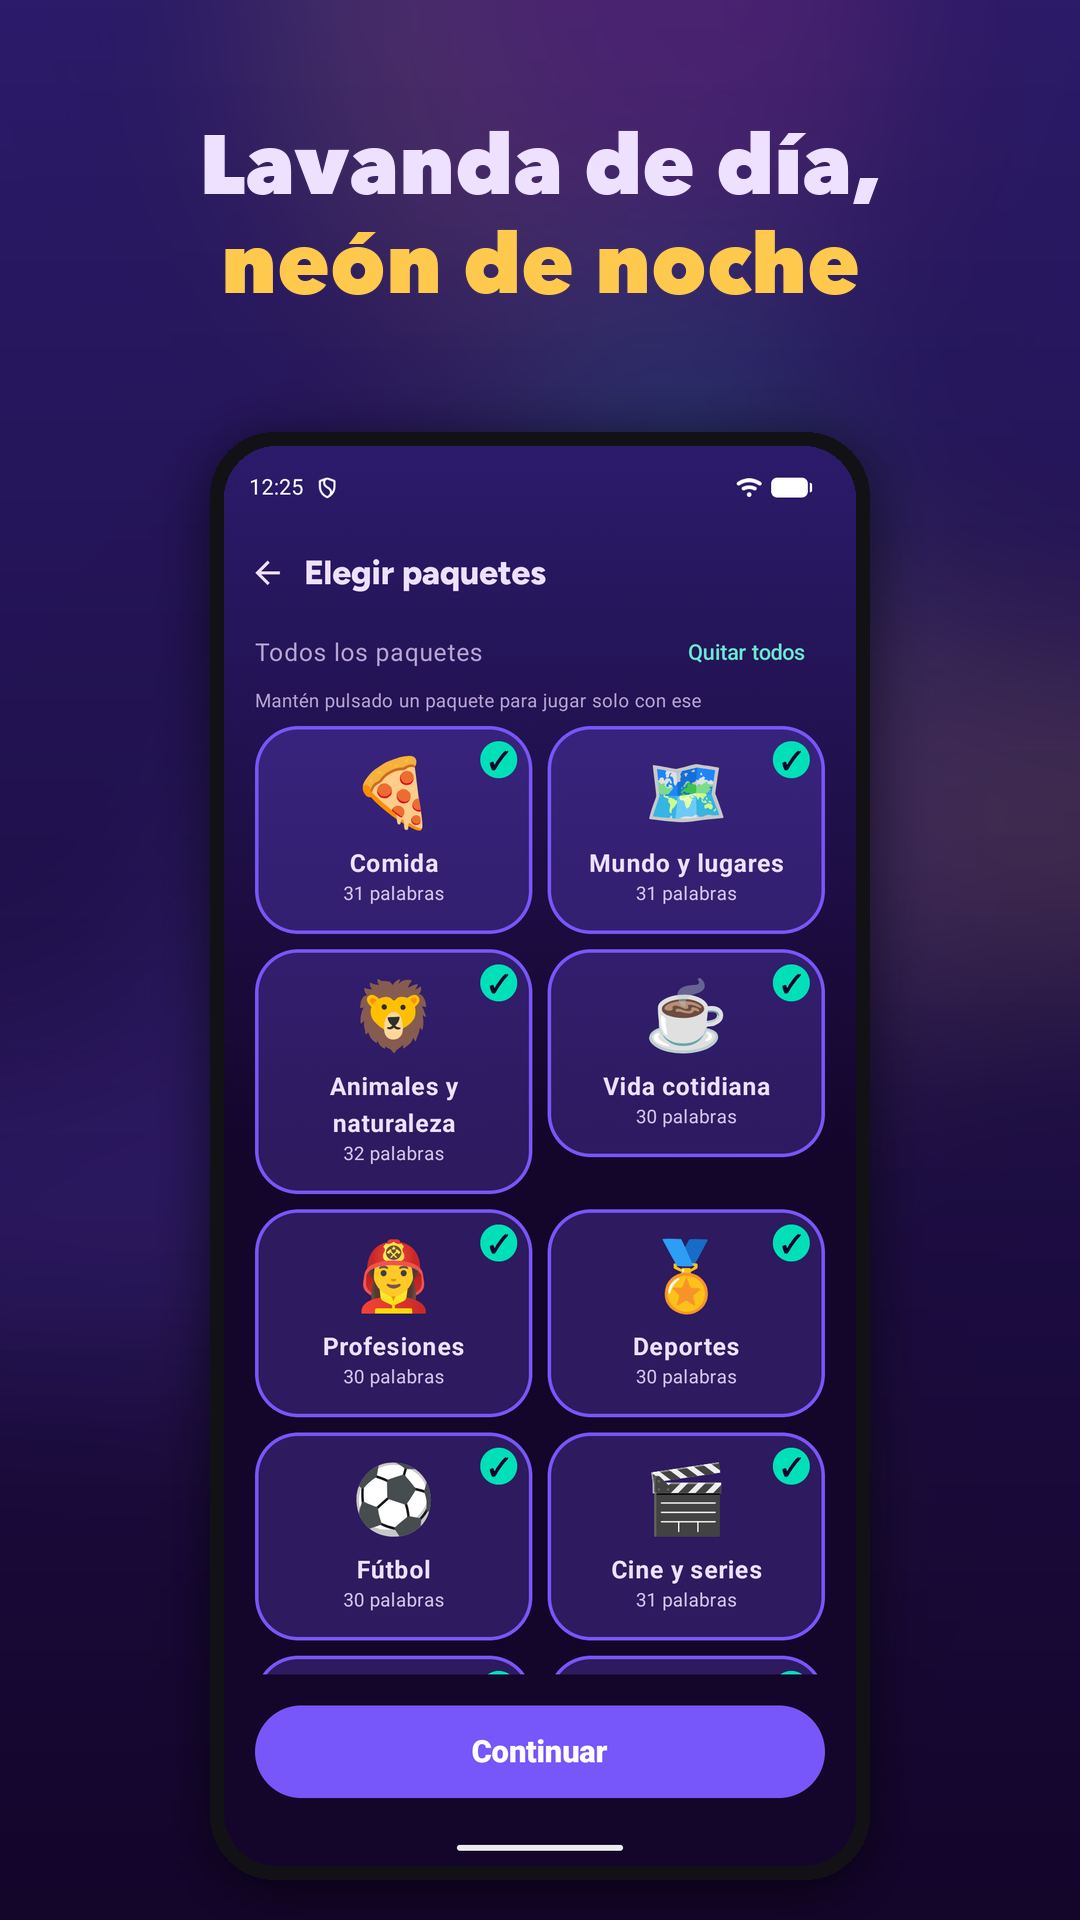 Lavanda de día,
neón de noche
12:25
Elegir paquetes
Todos los paquetes
Quitar todos
Mantén pulsado un paquete para jugar solo con ese
Comida
31 palabras
Mundo y lugares
31 palabras
Animales y
naturaleza
32 palabras
Vida cotidiana
30 palabras
Profesiones
30 palabras
Deportes
30 palabras
Fútbol
30 palabras
Cine y series
31 palabras
Continuar